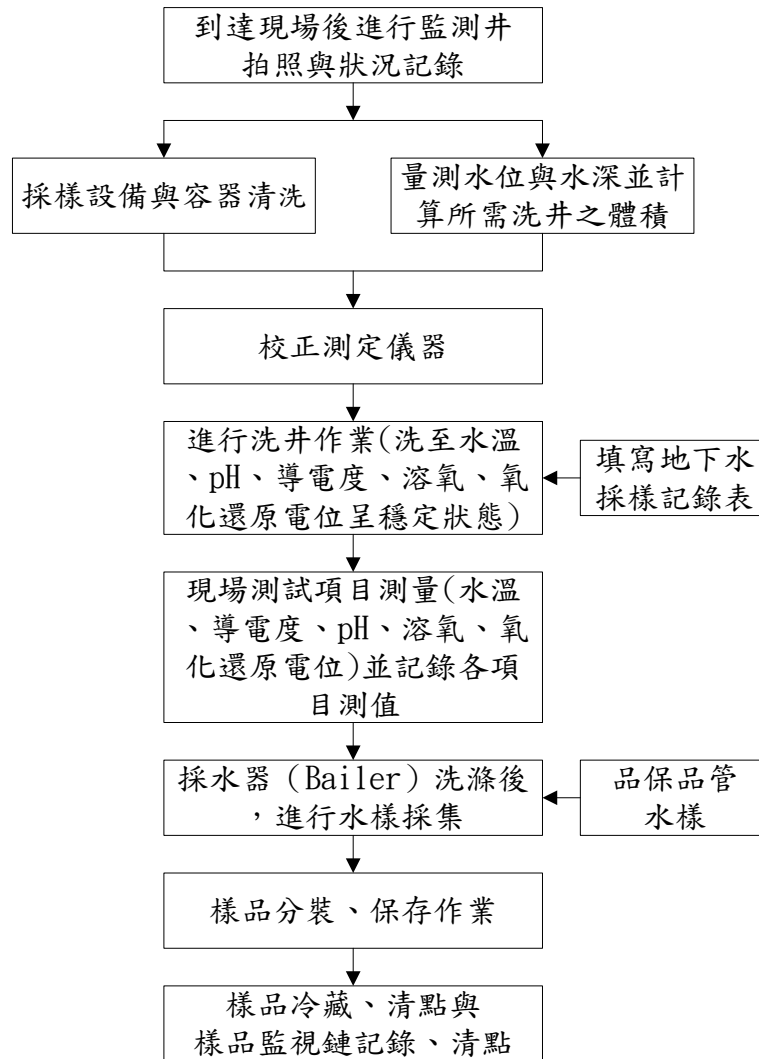 到達現場後進行監測井
拍照與狀況記錄
採樣設備與容器清洗
量測水位與水深並計
算所需洗井之體積
校正測定儀器
進行洗井作業(洗至水溫
、pH、導電度、溶氧、氧
化還原電位呈穩定狀態)
填寫地下水
採樣記錄表
現場測試項目測量(水溫
、導電度、pH、溶氧、氧
化還原電位)並記錄各項
目測值
採水器（Bailer）洗滌後
，進行水樣採集
品保品管
水樣
樣品分裝、保存作業
樣品冷藏、清點與
樣品監視鏈記錄、清點